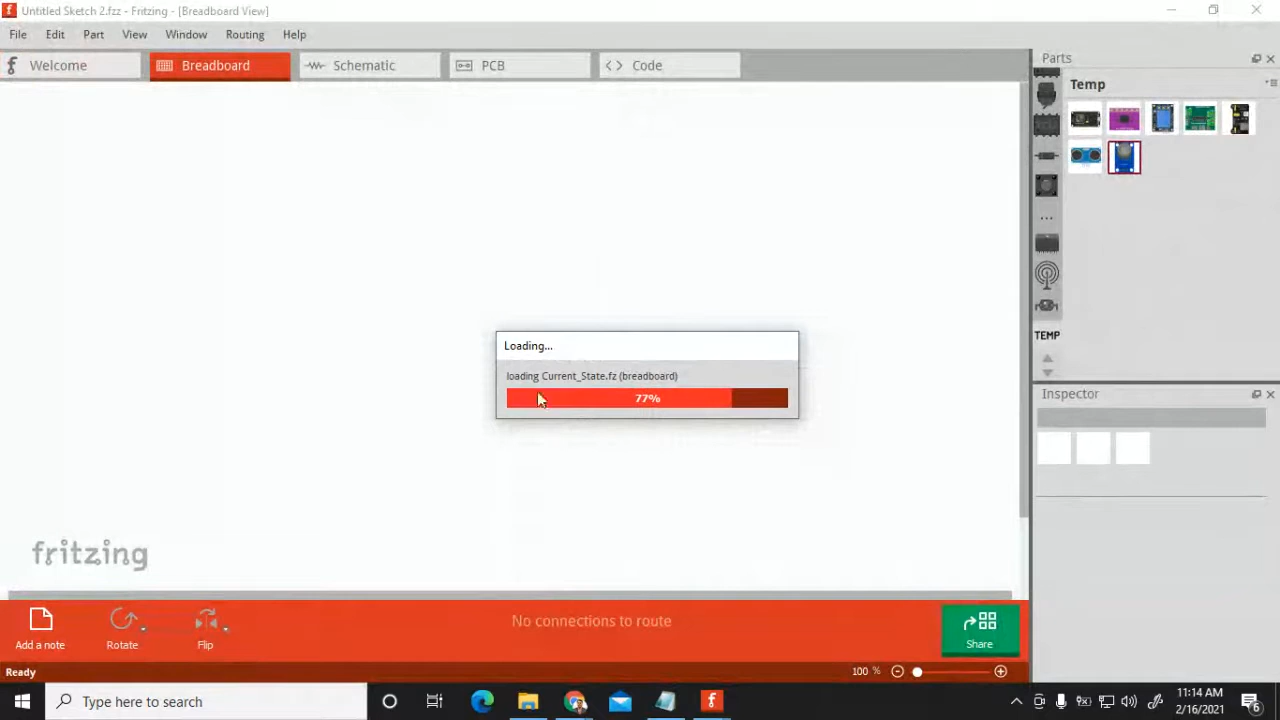 Untitled Sketch 2.fzz - Fritzing - [Breadboard View]
File Edit Part View Window Routing Help
Welcome Breadboard Schematic PCB Code
Parts
Temp
...
TEMP
Loading...
loading Current_State.fz (breadboard)
77%
Inspector
fritzing
Add a note
Rotate
Flip
No connections to route
Share
Ready
100 %
Type here to search
11:14 AM
2/16/2021
6